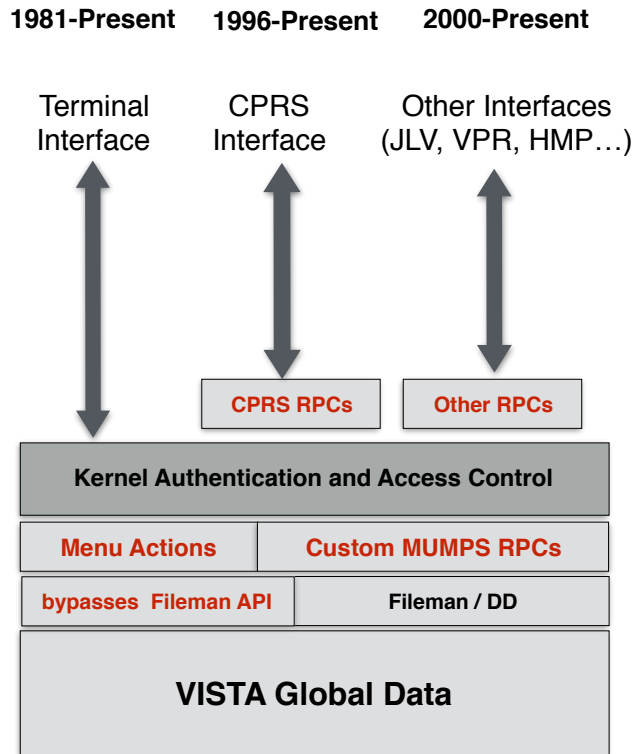 1981-Present 1996-Present 2000-Present
Terminal Interface
CPRS Interface
Other Interfaces
(JLV, VPR, HMP…)
CPRS RPCs
Other RPCs
Kernel Authentication and Access Control
Menu Actions
Custom MUMPS RPCs
bypasses Fileman API
Fileman / DD
VISTA Global Data